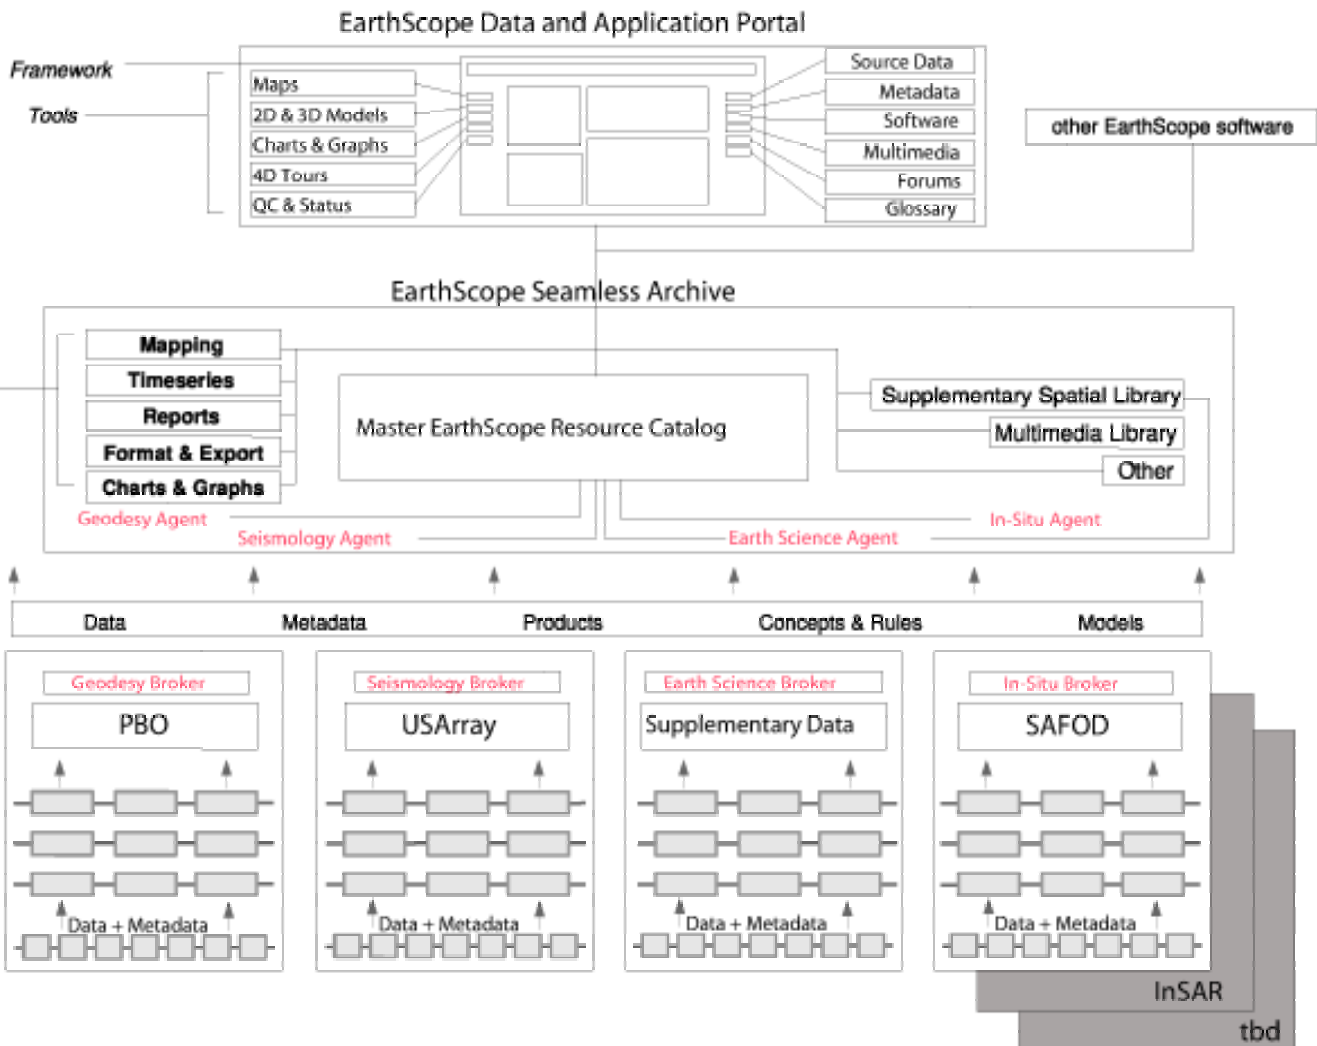 EarthScope Data and Application Portal
Framework
Tools
Maps
2D & 3D Models
Charts & Graphs
4D Tours
QC & Status
Source Data
Metadata
Software
Multimedia
Forums
Glossary
other EarthScope software
EarthScope Seamless Archive
Mapping
Timeseries
Reports
Format & Export
Charts & Graphs
Master EarthScope Resource Catalog
Supplementary Spatial Library
Multimedia Library
Other
Geodesy Agent
Seismology Agent
Earth Science Agent
In-Situ Agent
Data Metadata Products Concepts & Rules Models
Geodesy Broker
PBO
Data + Metadata
Seismology Broker
USArray
Data + Metadata
Earth Science Broker
Supplementary Data
Data + Metadata
In-Situ Broker
SAFOD
Data + Metadata
InSAR
tbd